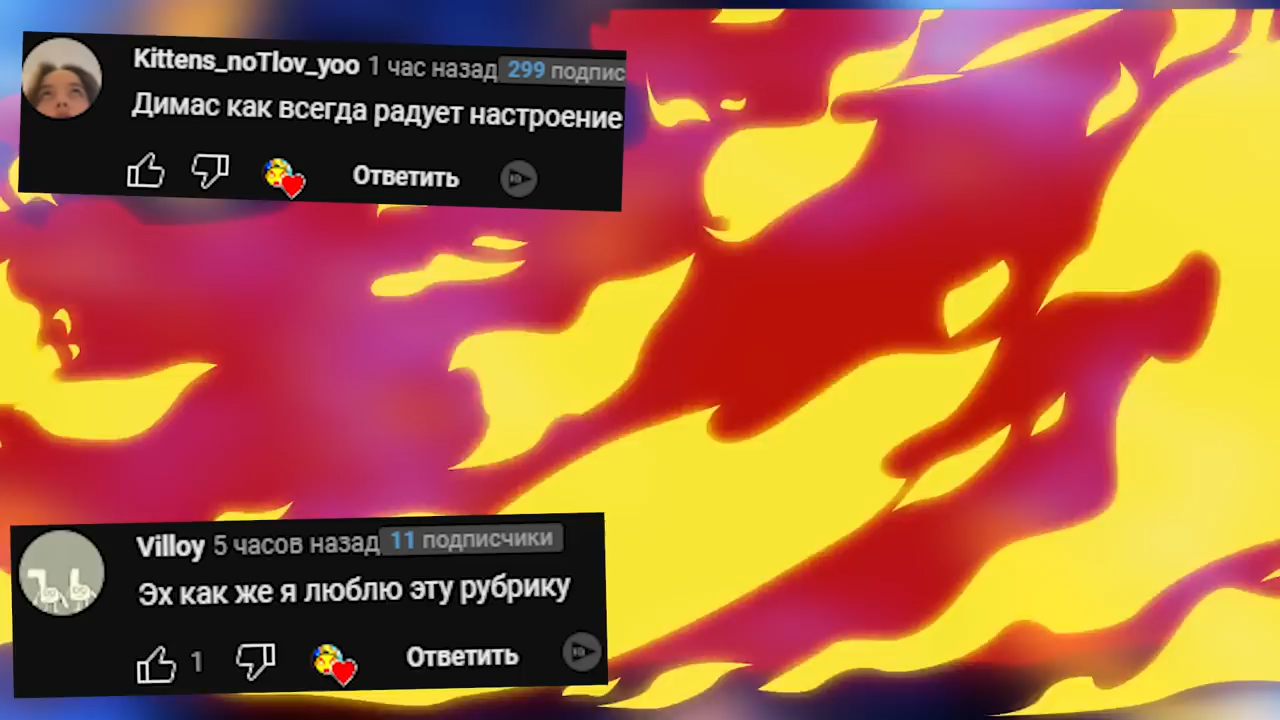 Kittens_noTlov_yoo 1 час назад 299 подпис
Димас как всегда радует настроение
Ответить
Villoy 5 часов назад 11 подписчики
Эх как же я люблю эту рубрику
1 Ответить